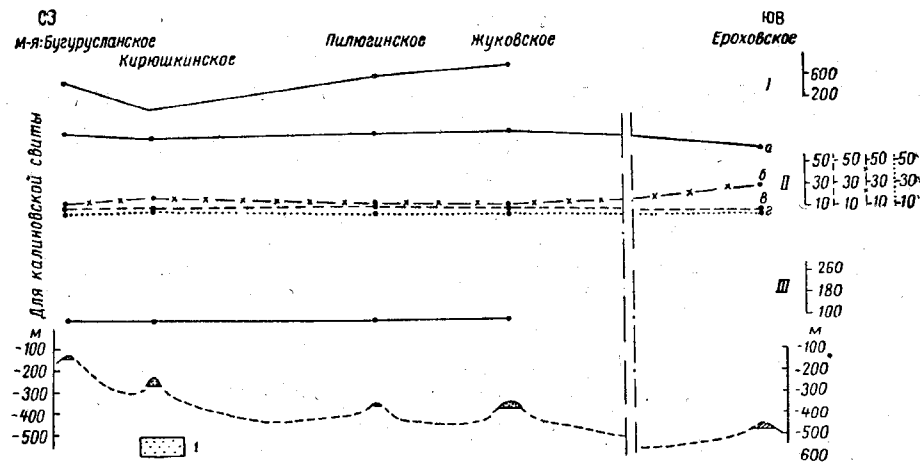 СЗ
ЮВ
м-я: Бугурусланское
Кирюшкинское
Пилюгинское
Жуковское
Ероховское
I
600
200
Для калиновской свиты
а
б
в
г
II
50 50 50 50
30 30 30 30
10 10 10 10
III
260
180
100
м
-100
-200
-300
-400
-500
м
-100
-200
-300
-400
-500
600
1